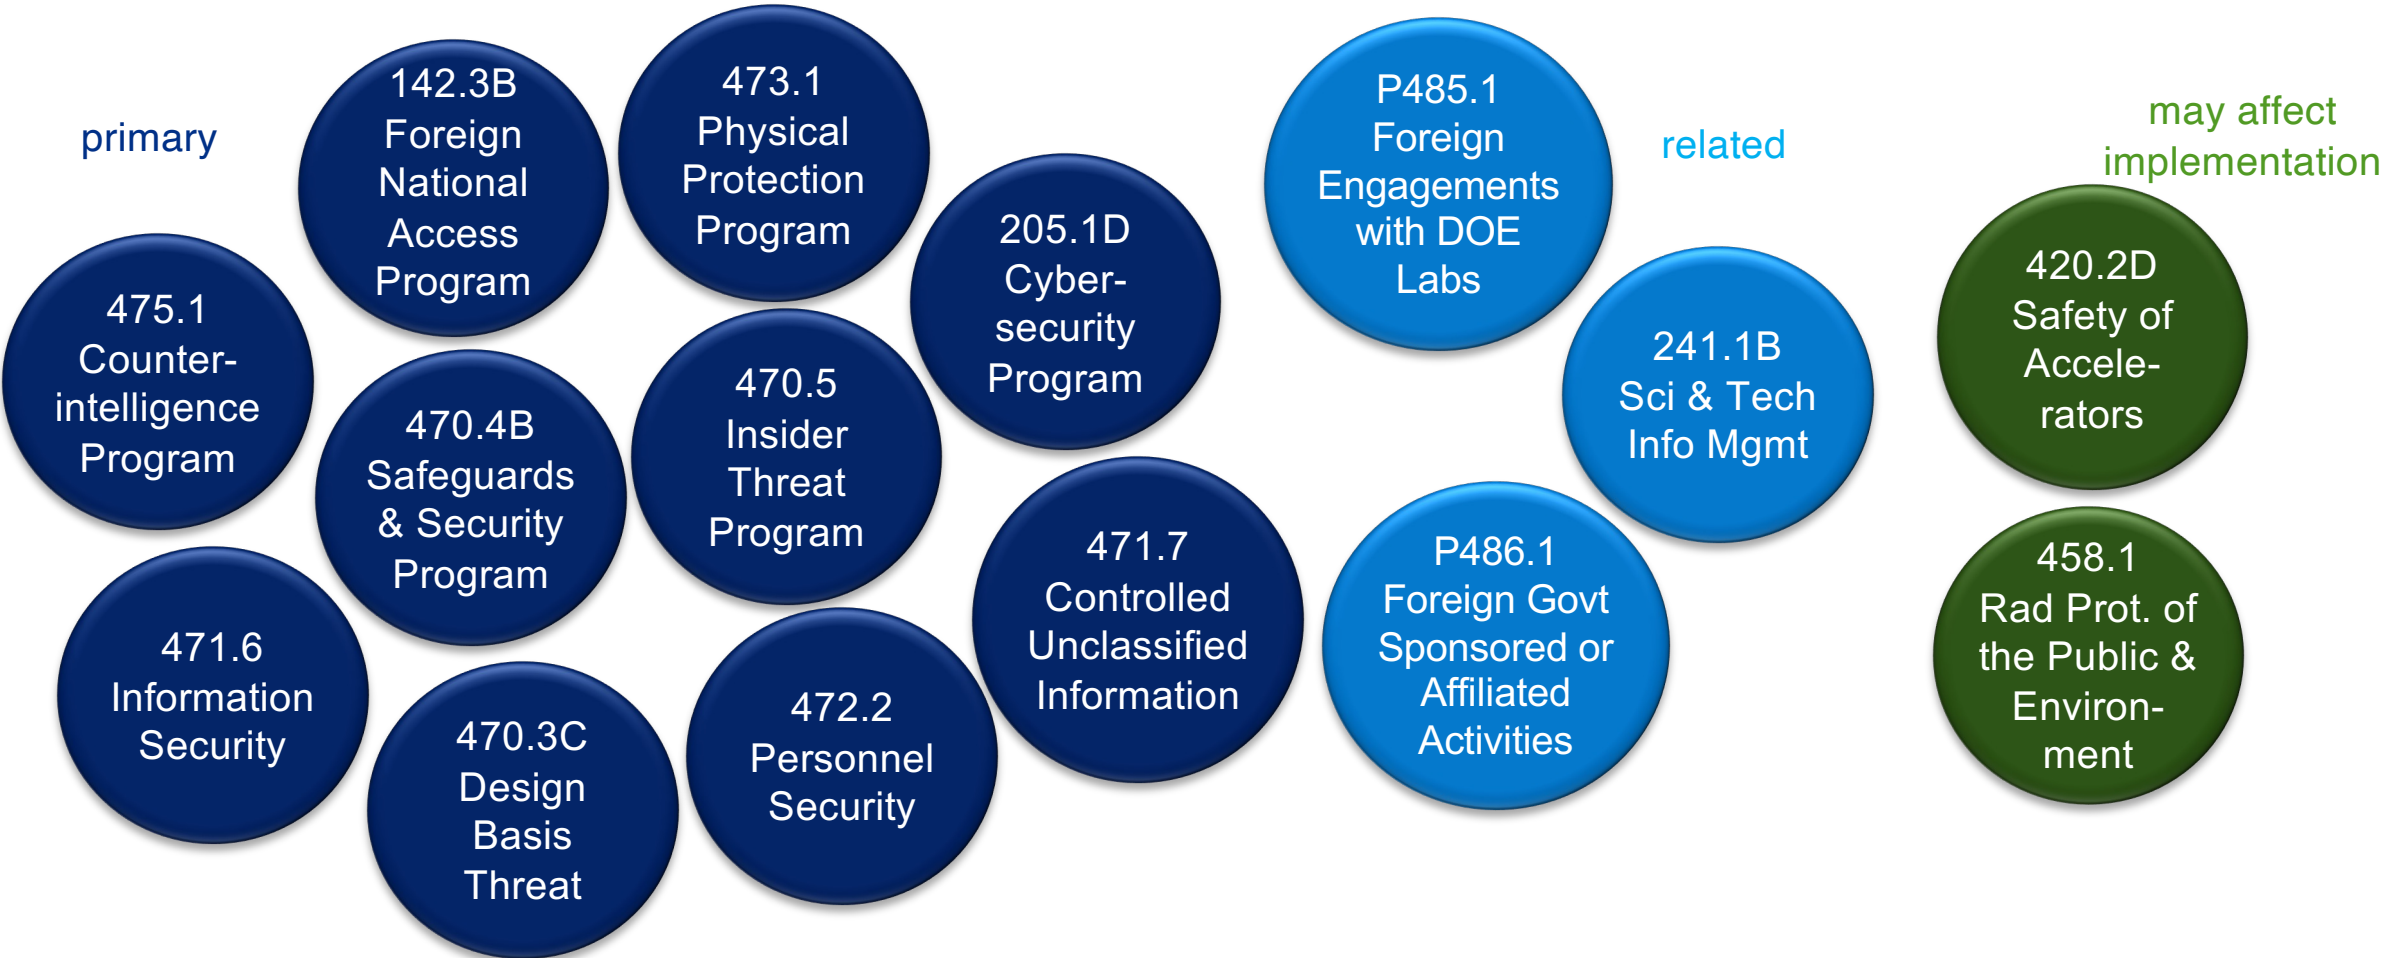 primary
475.1
Counter-
intelligence
Program
142.3B
Foreign
National
Access
Program
473.1
Physical
Protection
Program
205.1D
Cyber-
security
Program
470.4B
Safeguards
& Security
Program
470.5
Insider
Threat
Program
471.6
Information
Security
470.3C
Design
Basis
Threat
472.2
Personnel
Security
471.7
Controlled
Unclassified
Information
related
P485.1
Foreign
Engagements
with DOE
Labs
241.1B
Sci & Tech
Info Mgmt
P486.1
Foreign Govt
Sponsored or
Affiliated
Activities
may affect
implementation
420.2D
Safety of
Accele-
rators
458.1
Rad Prot. of
the Public &
Environ-
ment